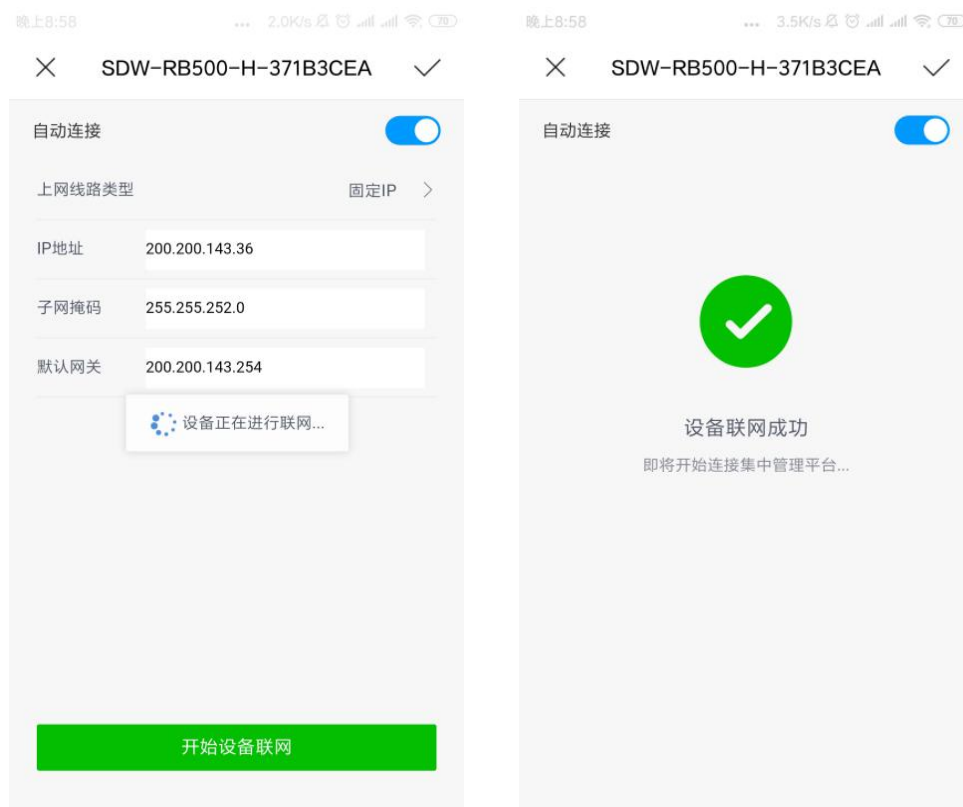 晚上8:58
... 2.0K/s
70
SDW-RB500-H-371B3CEA
自动连接
上网线路类型
固定IP
IP地址
200.200.143.36
子网掩码
255.255.252.0
默认网关
200.200.143.254
设备正在进行联网...
开始设备联网
晚上8:58
... 3.5K/s
70
SDW-RB500-H-371B3CEA
自动连接
设备联网成功
即将开始连接集中管理平台...